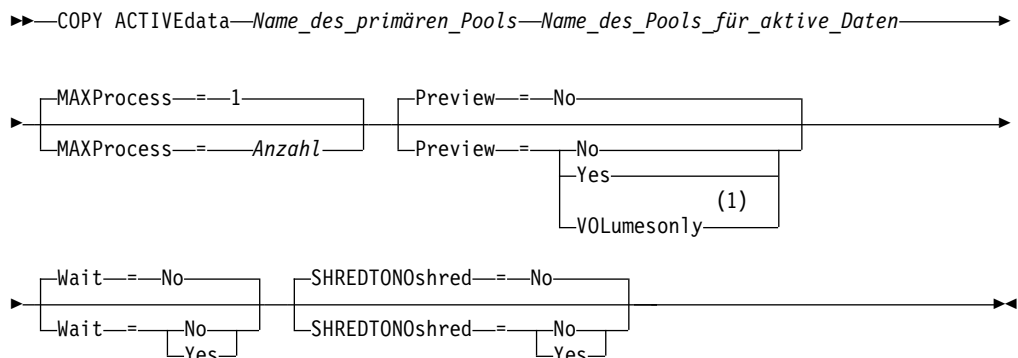 COPY ACTIVEdata Name_des_primären_Pools Name_des_Pools_für_aktive_Daten
MAXProcess = 1 Preview = No
MAXProcess = Anzahl Preview = No
Yes
(1)
VOLumesonly
Wait = No SHREDTONOshred = No
Wait = No SHREDTONOshred = No
Yes Yes